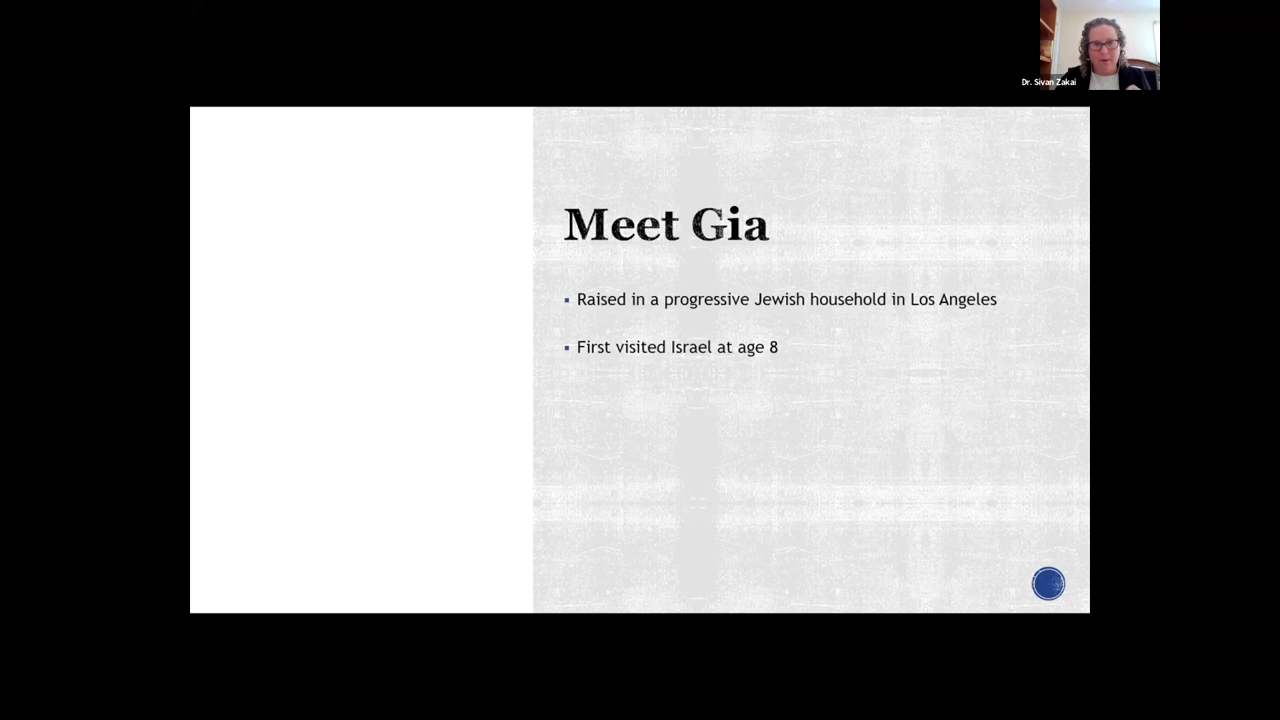 Dr. Sivan Zakai
Meet Gia
▪ Raised in a progressive Jewish household in Los Angeles
▪ First visited Israel at age 8